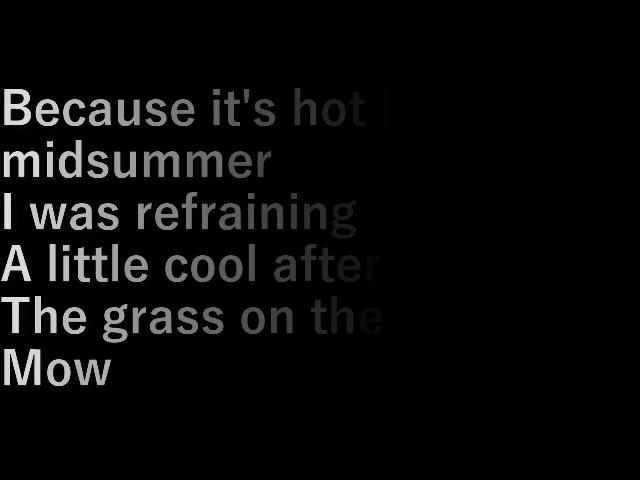 Because it's hot
midsummer
I was refraining
A little cool after
The grass on the
Mow